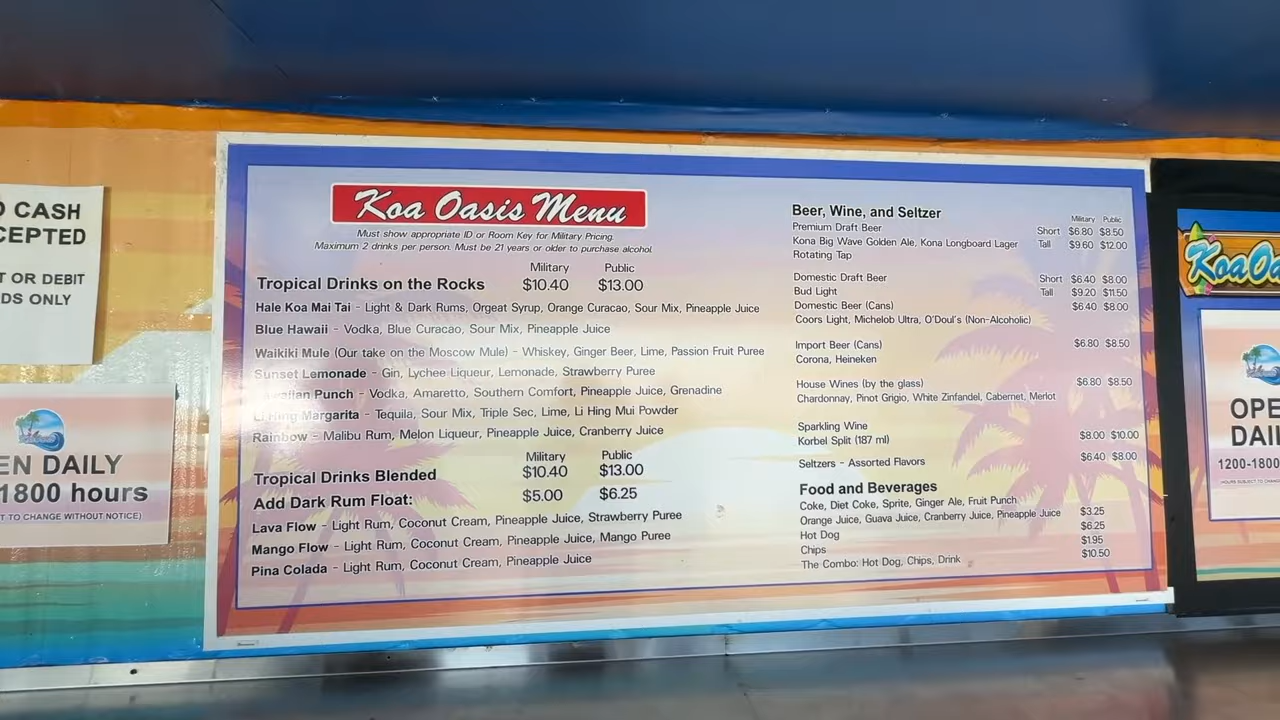 CASH
CEPTED
T OR DEBIT
DS ONLY
EN DAILY
1800 hours
T TO CHANGE WITHOUT NOTICE)
Koa Oasis Menu
Must show appropriate ID or Room Key for Military Pricing.
Maximum 2 drinks per person. Must be 21 years or older to purchase alcohol.
Military Public
Tropical Drinks on the Rocks $10.40 $13.00
Hale Koa Mai Tai - Light & Dark Rums, Orgeat Syrup, Orange Curacao, Sour Mix, Pineapple Juice
Blue Hawaii - Vodka, Blue Curacao, Sour Mix, Pineapple Juice
Waikiki Mule (Our take on the Moscow Mule) - Whiskey, Ginger Beer, Lime, Passion Fruit Puree
Sunset Lemonade - Gin, Lychee Liqueur, Lemonade, Strawberry Puree
Hawaiian Punch - Vodka, Amaretto, Southern Comfort, Pineapple Juice, Grenadine
Li Hing Margarita - Tequila, Sour Mix, Triple Sec, Lime, Li Hing Mui Powder
Rainbow - Malibu Rum, Melon Liqueur, Pineapple Juice, Cranberry Juice
Military Public
Tropical Drinks Blended $10.40 $13.00
Add Dark Rum Float: $5.00 $6.25
Lava Flow - Light Rum, Coconut Cream, Pineapple Juice, Strawberry Puree
Mango Flow - Light Rum, Coconut Cream, Pineapple Juice, Mango Puree
Pina Colada - Light Rum, Coconut Cream, Pineapple Juice
Beer, Wine, and Seltzer
Military Public
Premium Draft Beer Short $6.80 $8.50
Kona Big Wave Golden Ale, Kona Longboard Lager Tall $9.60 $12.00
Rotating Tap
Domestic Draft Beer Short $6.40 $8.00
Bud Light Tall $9.20 $11.50
Domestic Beer (Cans) $6.40 $8.00
Coors Light, Michelob Ultra, O'Doul's (Non-Alcoholic)
Import Beer (Cans) $6.80 $8.50
Corona, Heineken
House Wines (by the glass) $6.80 $8.50
Chardonnay, Pinot Grigio, White Zinfandel, Cabernet, Merlot
Sparkling Wine
Korbel Split (187 ml) $8.00 $10.00
Seltzers - Assorted Flavors $6.40 $8.00
Food and Beverages
Coke, Diet Coke, Sprite, Ginger Ale, Fruit Punch
Orange Juice, Guava Juice, Cranberry Juice, Pineapple Juice $3.25
Hot Dog $6.25
Chips $1.95
The Combo: Hot Dog, Chips, Drink $10.50
Koa Oa
OPE
DAIL
1200-1800